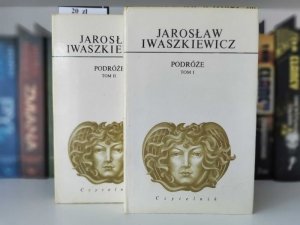 20 zł
JAROSŁAW
IWASZKIEWICZ
PODRÓŻE
TOM II
Czytelnik
JAROSŁAW
IWASZKIEWICZ
PODRÓŻE
TOM I
Czytelnik